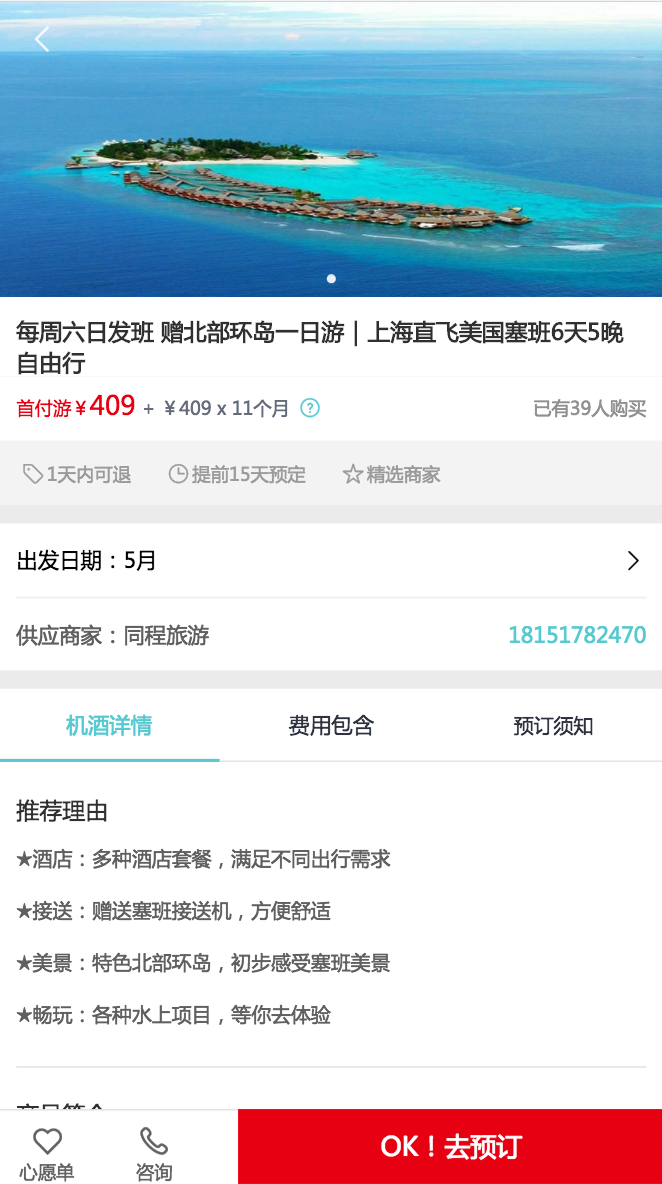 每周六日发班 赠北部环岛一日游｜上海直飞美国塞班6天5晚
自由行
首付游￥409 + ￥409 x 11个月 ? 已有39人购买
1天内可退 提前15天预定 精选商家
出发日期：5月
供应商家：同程旅游 18151782470
机酒详情 费用包含 预订须知
推荐理由
★酒店：多种酒店套餐，满足不同出行需求
★接送：赠送塞班接送机，方便舒适
★美景：特色北部环岛，初步感受塞班美景
★畅玩：各种水上项目，等你去体验
心愿单 咨询 OK！去预订